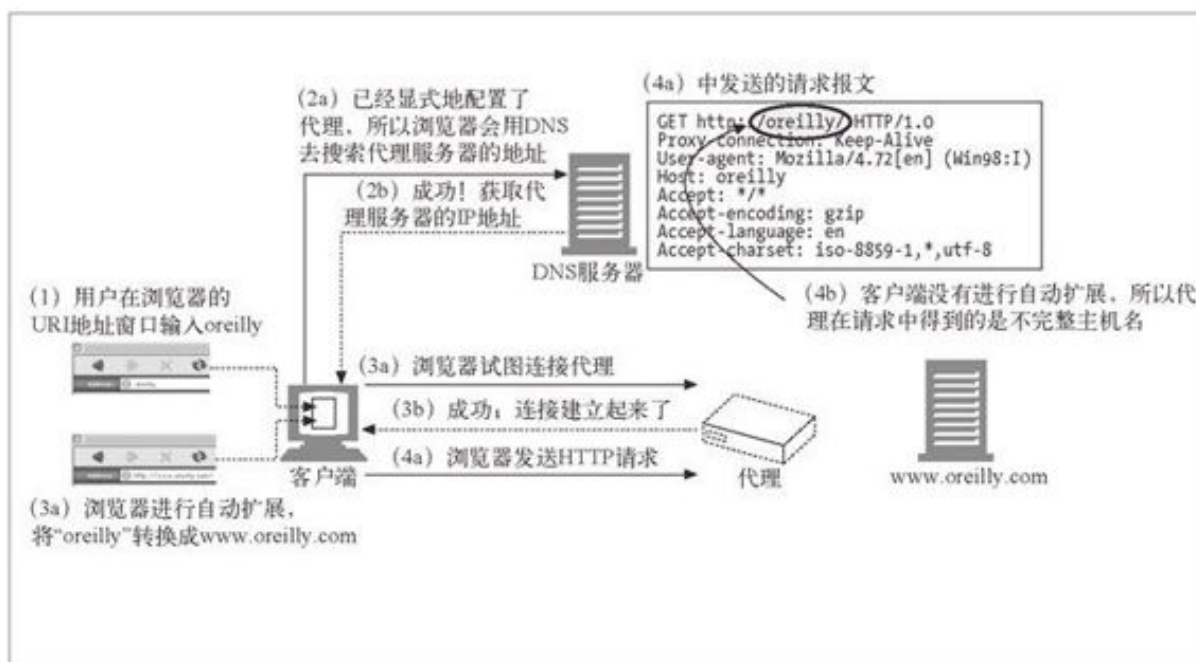 (4a) 中发送的请求报文
(2a) 已经显式地配置了
代理，所以浏览器会用DNS
去搜索代理服务器的地址
(2b) 成功！获取代
理服务器的IP地址
DNS服务器
GET http: /oreilly/ HTTP/1.0
Proxy-connection: Keep-Alive
User-agent: Mozilla/4.72[en] (Win98:I)
Host: oreilly
Accept: */*
Accept-encoding: gzip
Accept-language: en
Accept-charset: iso-8859-1,*,utf-8
(4b) 客户端没有进行自动扩展，所以代
理在请求中得到的是不完整主机名
(1) 用户在浏览器的
URI地址窗口输入oreilly
(3a) 浏览器试图连接代理
(3b) 成功；连接建立起来了
(4a) 浏览器发送HTTP请求
客户端
代理
www.oreilly.com
(3a) 浏览器进行自动扩展，
将“oreilly”转换成www.oreilly.com